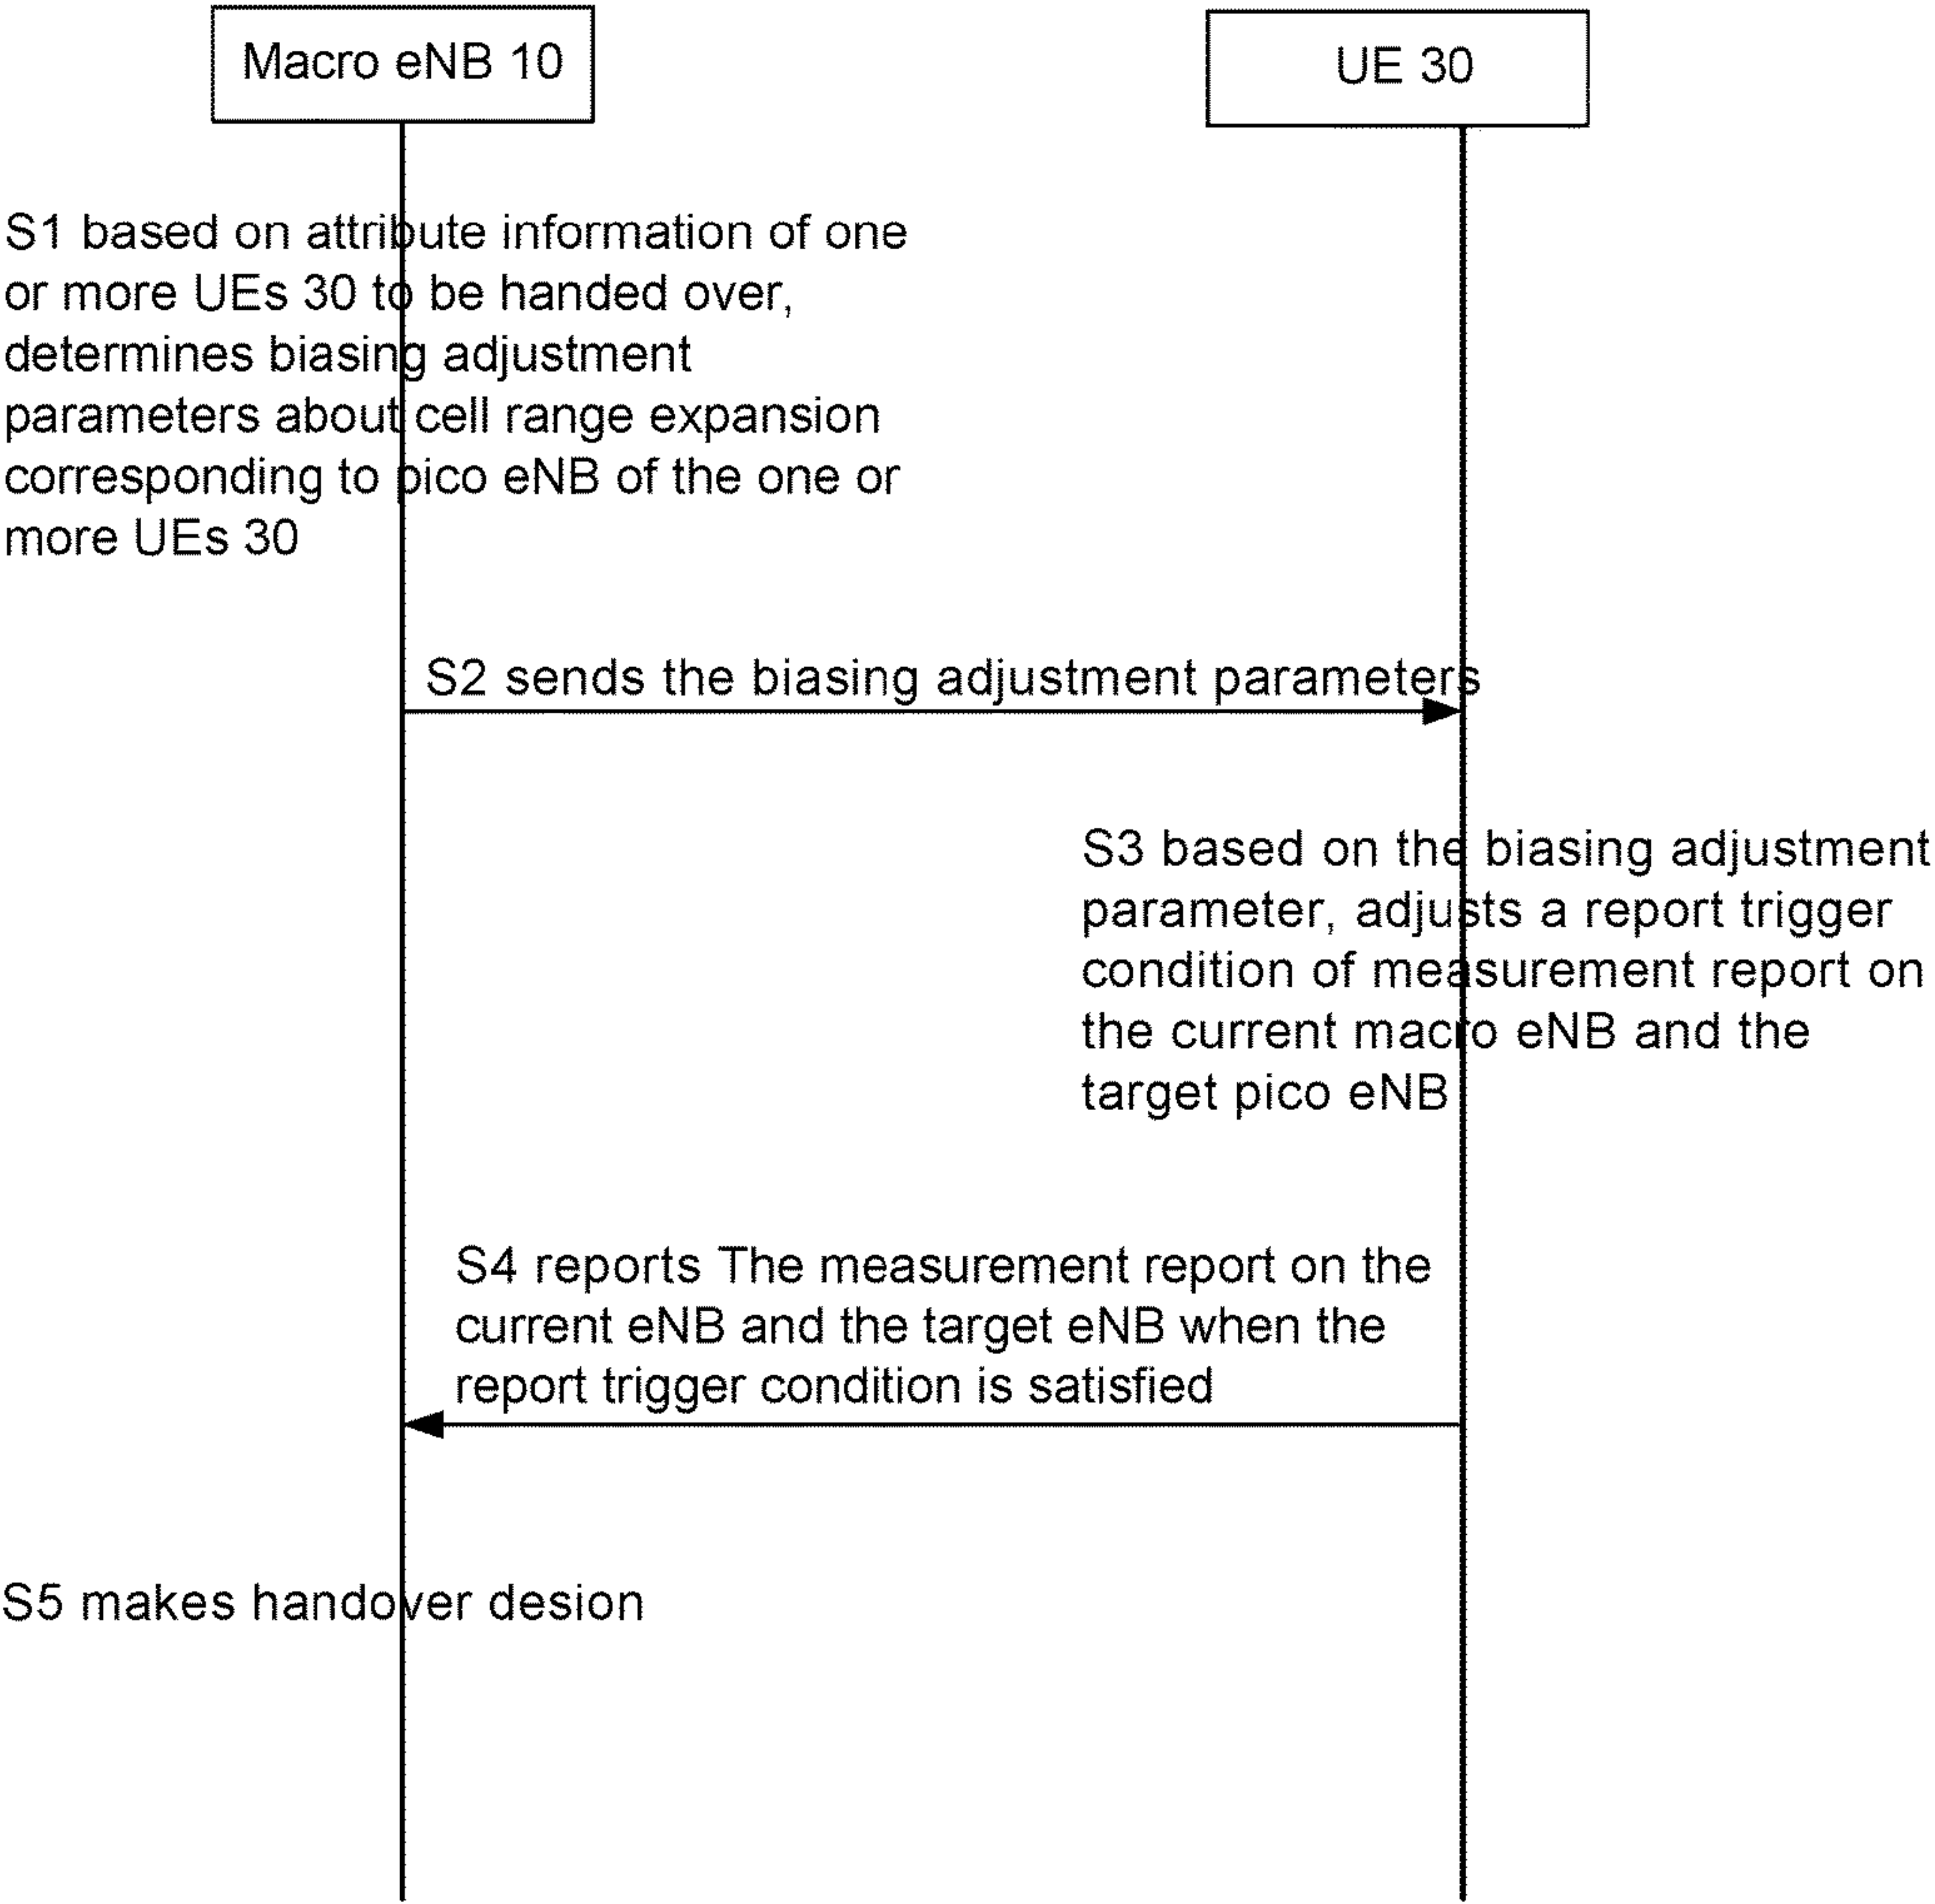 Macro eNB 10
UE 30
S1 based on attribute information of one
or more UEs 30 to be handed over,
determines biasing adjustment
parameters about cell range expansion
corresponding to pico eNB of the one or
more UEs 30
S2 sends the biasing adjustment parameters
S3 based on the biasing adjustment
parameter, adjusts a report trigger
condition of measurement report on
the current macro eNB and the
target pico eNB
S4 reports The measurement report on the
current eNB and the target eNB when the
report trigger condition is satisfied
S5 makes handover desion